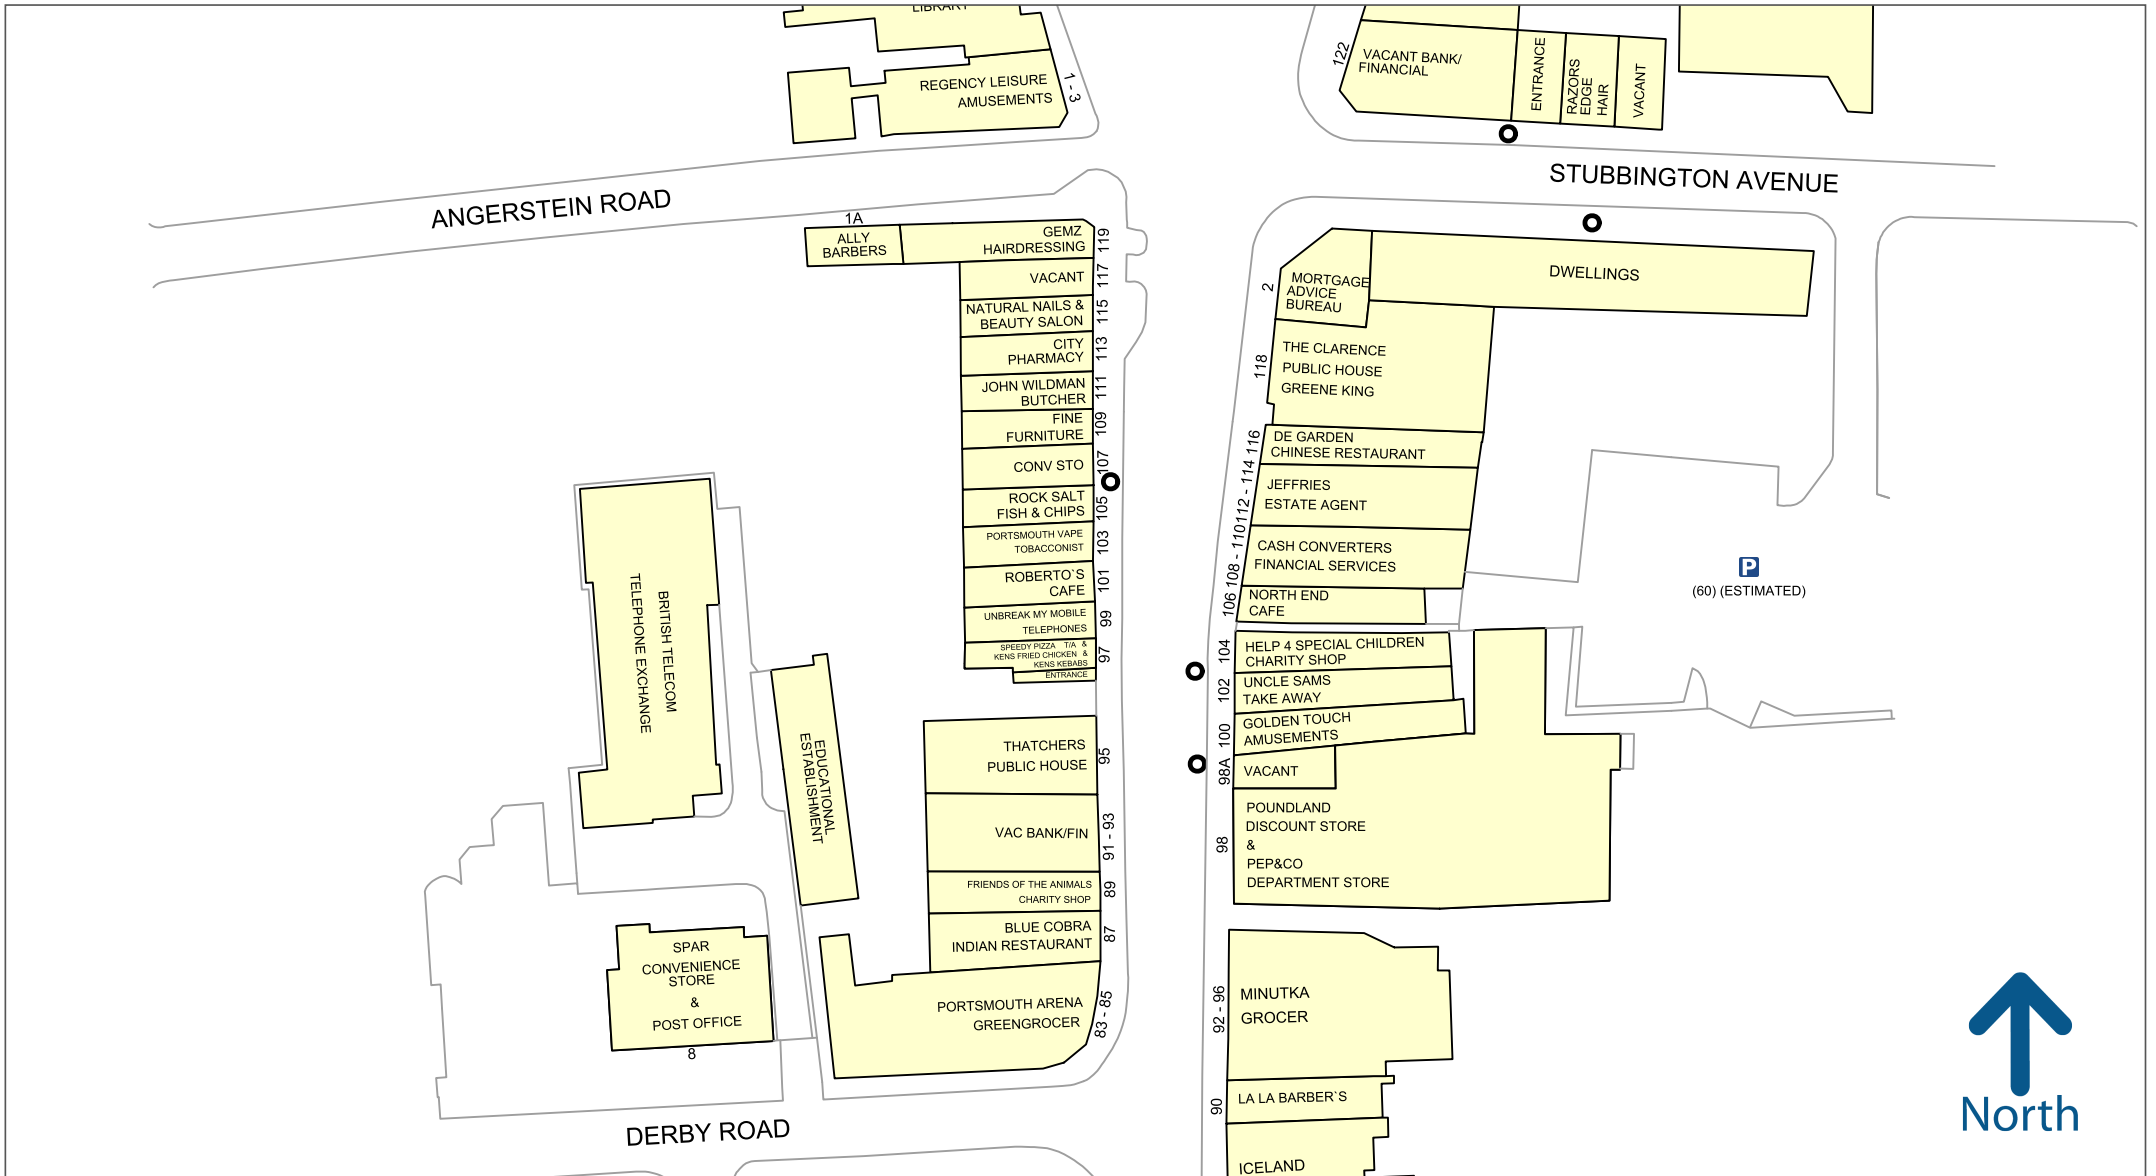 LIBRARY
REGENCY LEISURE
AMUSEMENTS
1 - 3
122
VACANT BANK/
FINANCIAL
ENTRANCE
RAZORS
EDGE
HAIR
VACANT
STUBBINGTON AVENUE
ANGERSTEIN ROAD
1A
ALLY
BARBERS
GEMZ
HAIRDRESSING
119
VACANT
117
NATURAL NAILS &
BEAUTY SALON
115
CITY
PHARMACY
113
JOHN WILDMAN
BUTCHER
111
FINE
FURNITURE
109
CONV STO
107
ROCK SALT
FISH & CHIPS
105
PORTSMOUTH VAPE
TOBACCONIST
103
ROBERTO`S
CAFE
101
UNBREAK MY MOBILE
TELEPHONES
99
SPEEDY PIZZA T/A &
KENS FRIED CHICKEN &
KENS KEBABS
97
ENTRANCE
THATCHERS
PUBLIC HOUSE
95
VAC BANK/FIN
91 - 93
FRIENDS OF THE ANIMALS
CHARITY SHOP
89
BLUE COBRA
INDIAN RESTAURANT
87
PORTSMOUTH ARENA
GREENGROCER
83 - 85
BRITISH TELECOM
TELEPHONE EXCHANGE
EDUCATIONAL
ESTABLISHMENT
SPAR
CONVENIENCE
STORE
&
POST OFFICE
8
DERBY ROAD
2
MORTGAGE
ADVICE
BUREAU
DWELLINGS
118
THE CLARENCE
PUBLIC HOUSE
GREENE KING
116
DE GARDEN
CHINESE RESTAURANT
112 - 114
JEFFRIES
ESTATE AGENT
108 - 110
CASH CONVERTERS
FINANCIAL SERVICES
106
NORTH END
CAFE
104
HELP 4 SPECIAL CHILDREN
CHARITY SHOP
102
UNCLE SAMS
TAKE AWAY
100
GOLDEN TOUCH
AMUSEMENTS
98A
VACANT
98
POUNDLAND
DISCOUNT STORE
&
PEP&CO
DEPARTMENT STORE
92 - 96
MINUTKA
GROCER
90
LA LA BARBER`S
ICELAND
P
(60) (ESTIMATED)
North